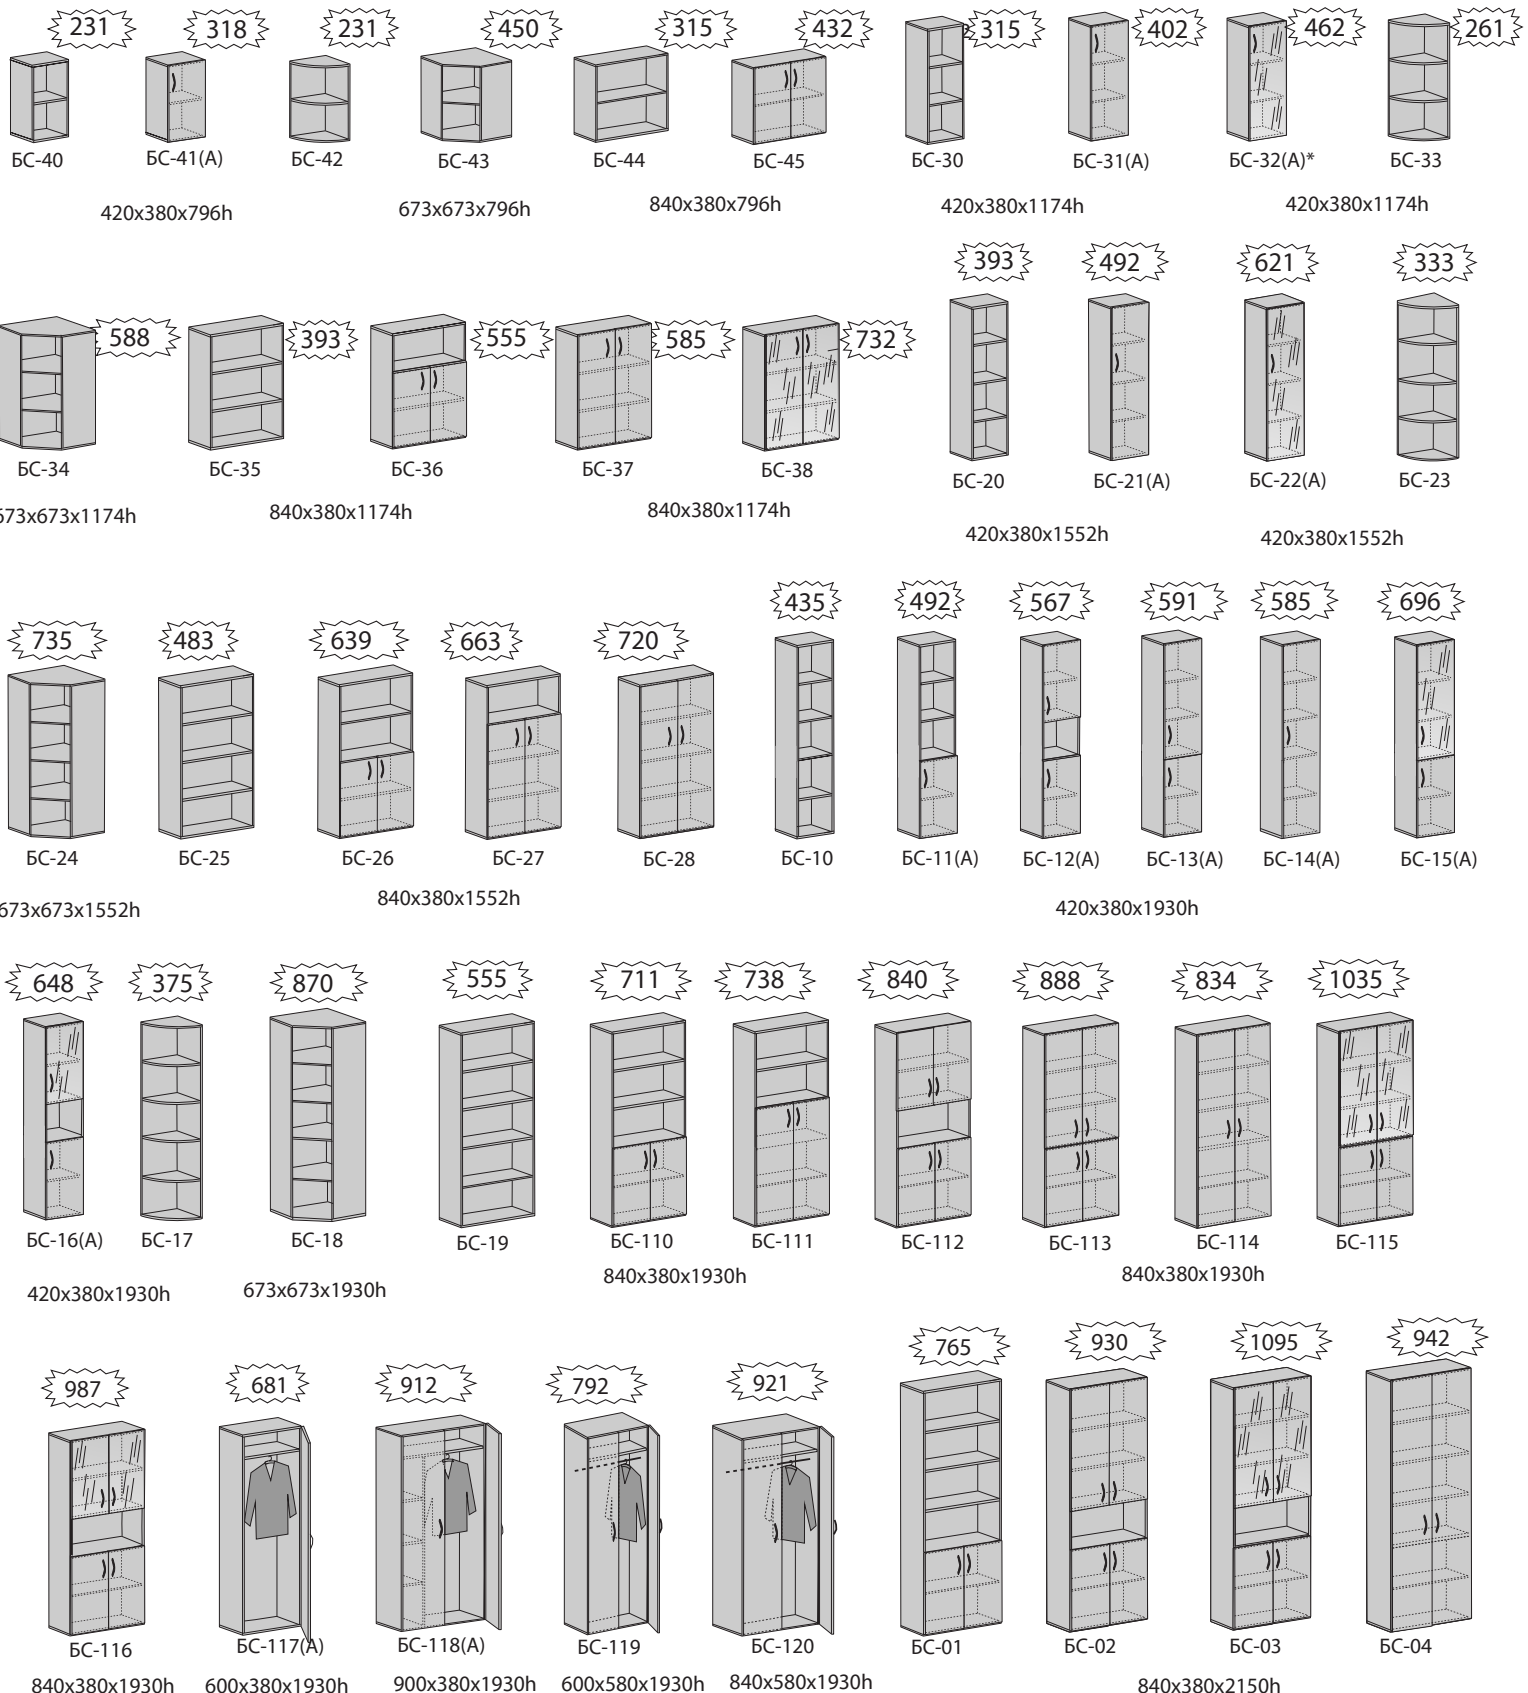 231 318 231 450 315 432 315 402 462 261
БС-40 БС-41(А) БС-42 БС-43 БС-44 БС-45 БС-30 БС-31(А) БС-32(А)* БС-33
420x380x796h 673x673x796h 840x380x796h 420x380x1174h 420x380x1174h
393 492 621 333
588 393 555 585 732
БС-34 БС-35 БС-36 БС-37 БС-38 БС-20 БС-21(А) БС-22(А) БС-23
673x673x1174h 840x380x1174h 840x380x1174h 420x380x1552h 420x380x1552h
435 492 567 591 585 696
735 483 639 663 720
БС-24 БС-25 БС-26 БС-27 БС-28 БС-10 БС-11(А) БС-12(А) БС-13(А) БС-14(А) БС-15(А)
673x673x1552h 840x380x1552h 420x380x1930h
648 375 870 555 711 738 840 888 834 1035
БС-16(А) БС-17 БС-18 БС-19 БС-110 БС-111 БС-112 БС-113 БС-114 БС-115
420x380x1930h 673x673x1930h 840x380x1930h 840x380x1930h
765 930 1095 942
987 681 912 792 921
БС-116 БС-117(А) БС-118(А) БС-119 БС-120 БС-01 БС-02 БС-03 БС-04
840x380x1930h 600x380x1930h 900x380x1930h 600x580x1930h 840x580x1930h 840x380x2150h